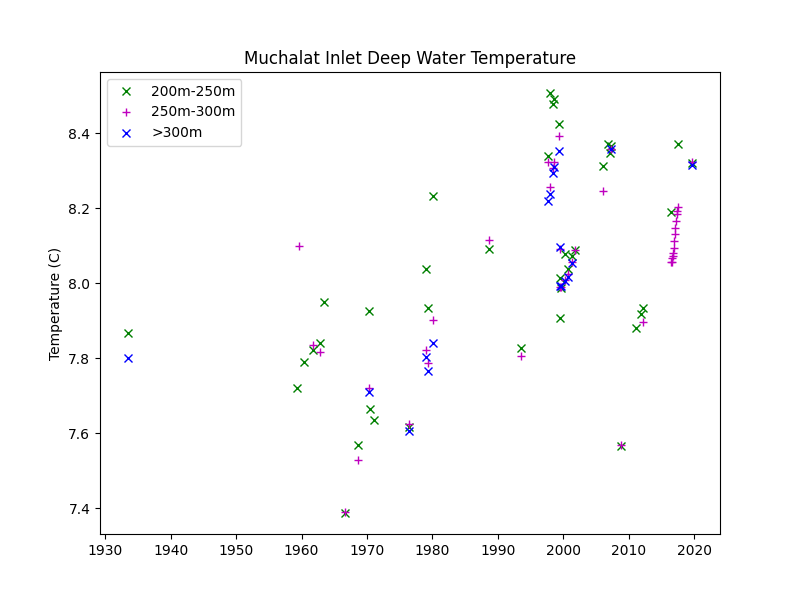 Muchalat Inlet Deep Water Temperature
200m-250m
250m-300m
>300m
Temperature (C)
8.4
8.2
8.0
7.8
7.6
7.4
1930 1940 1950 1960 1970 1980 1990 2000 2010 2020